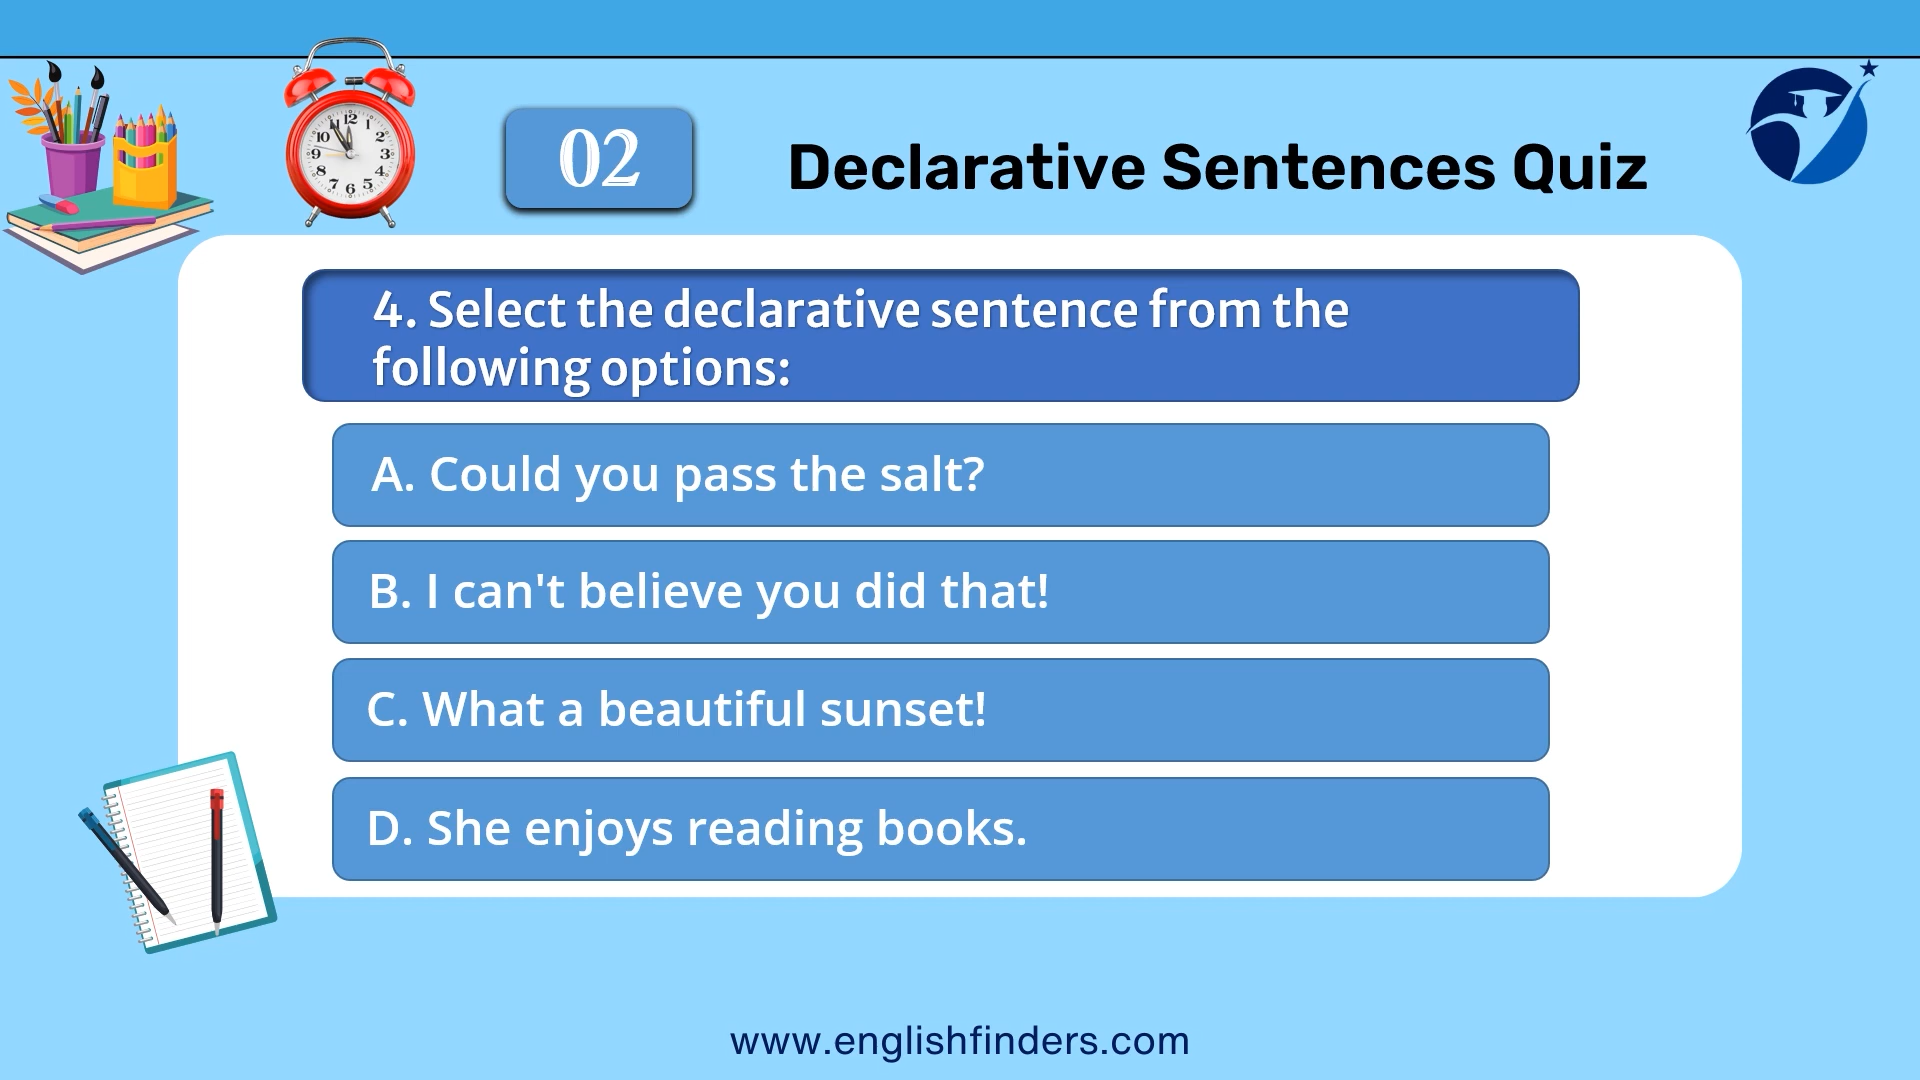 02
Declarative Sentences Quiz
4. Select the declarative sentence from the
following options:
A. Could you pass the salt?
B. I can't believe you did that!
C. What a beautiful sunset!
D. She enjoys reading books.
www.englishfinders.com